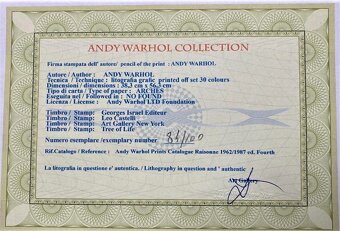 ANDY WARHOL COLLECTION
Firma stampata dell' autore/ pencil of the print : ANDY WARHOL
Autore / Author : ANDY WARHOL
Tecnica / Technique : litografia grafic printed off set 30 colours
Dimensioni / dimensions : 38,3 cm x 56,3 cm
Tipo di carta / Type of paper : ARCHES
Eseguita nel / Followed in : NO FOUND
Licenza / License : Andy Warhol LTD Foundation
Timbro / Stamp: Georges Israel Editeur
Timbro / Stamp: Leo Castelli
Timbro / Stamp: Art Gallery New York
Timbro / Stamp: Tree of Life
Numero esemplare /exemplary number 84/100
Rif.Catalogo / Reference : Andy Warhol Prints Catalogue Raisonne 1962/1987 ed, Fourth
La litografia in questione e' autentica. / Lithography in question and ' authentic
Art Gallery